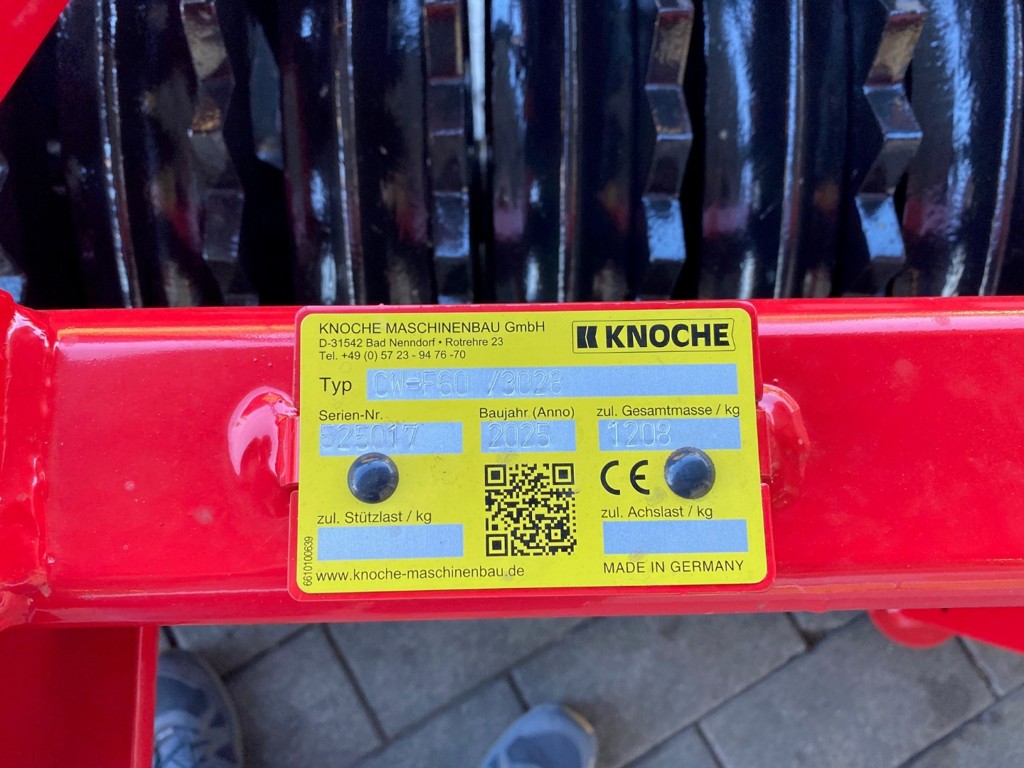 KNOCHE MASCHINENBAU GmbH
D-31542 Bad Nenndorf • Rotrehre 23
Tel. +49 (0) 57 23 - 94 76 -70
KNOCHE
Typ CW-F60 /3028
Serien-Nr. Baujahr (Anno) zul. Gesamtmasse / kg
525017 2025 1208
CE
zul. Stützlast / kg zul. Achslast / kg
6610100639
www.knoche-maschinenbau.de MADE IN GERMANY